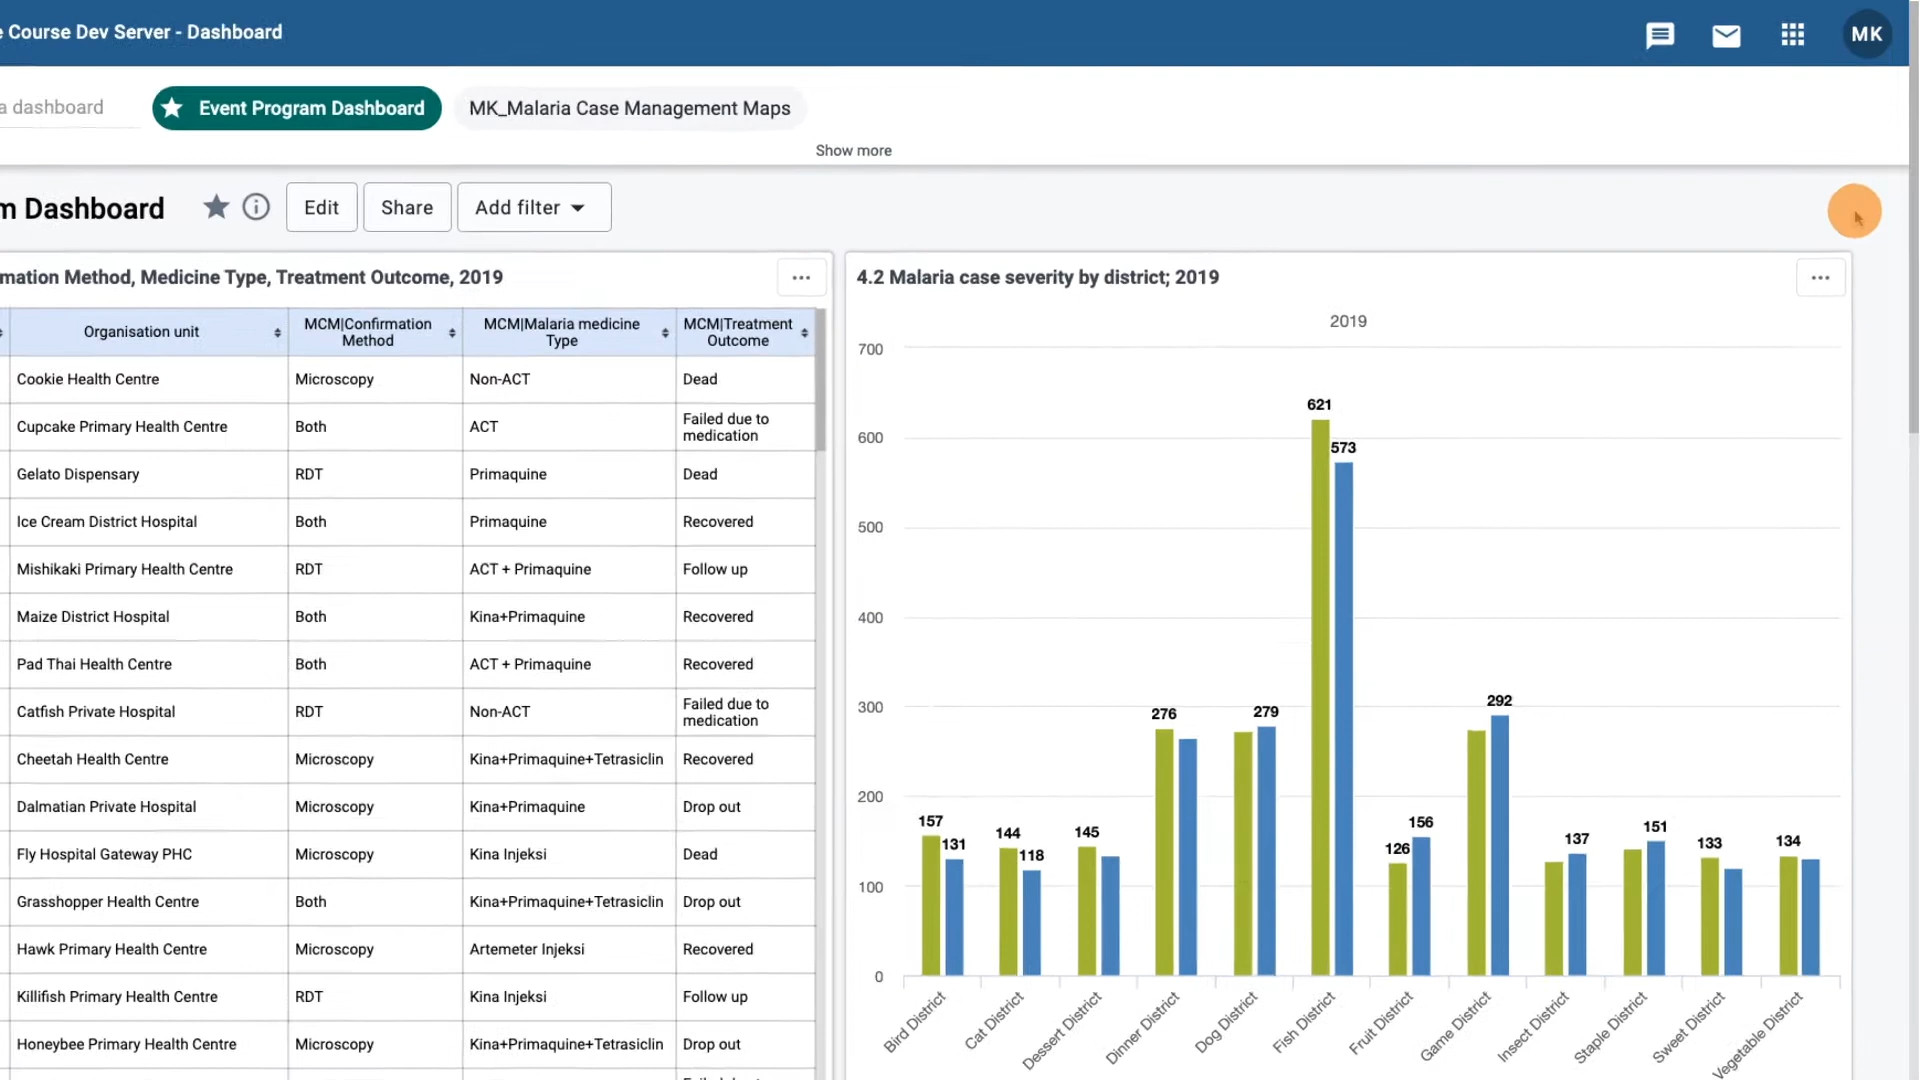 e Course Dev Server - Dashboard
MK
a dashboard
Event Program Dashboard
MK_Malaria Case Management Maps
Show more
m Dashboard
Edit
Share
Add filter
mation Method, Medicine Type, Treatment Outcome, 2019
Organisation unit
MCM|Confirmation
Method
MCM|Malaria medicine
Type
MCM|Treatment
Outcome
Cookie Health Centre
Microscopy
Non-ACT
Dead
Cupcake Primary Health Centre
Both
ACT
Failed due to
medication
Gelato Dispensary
RDT
Primaquine
Dead
Ice Cream District Hospital
Both
Primaquine
Recovered
Mishikaki Primary Health Centre
RDT
ACT + Primaquine
Follow up
Maize District Hospital
Both
Kina+Primaquine
Recovered
Pad Thai Health Centre
Both
ACT + Primaquine
Recovered
Catfish Private Hospital
RDT
Non-ACT
Failed due to
medication
Cheetah Health Centre
Microscopy
Kina+Primaquine+Tetrasiclin
Recovered
Dalmatian Private Hospital
Microscopy
Kina+Primaquine
Drop out
Fly Hospital Gateway PHC
Microscopy
Kina Injeksi
Dead
Grasshopper Health Centre
Both
Kina+Primaquine+Tetrasiclin
Drop out
Hawk Primary Health Centre
Microscopy
Artemeter Injeksi
Recovered
Killifish Primary Health Centre
RDT
Kina Injeksi
Follow up
Honeybee Primary Health Centre
Microscopy
Kina+Primaquine+Tetrasiclin
Drop out
4.2 Malaria case severity by district; 2019
2019
700
600
500
400
300
200
100
0
157
131
144
118
145
276
279
621
573
126
156
292
137
151
133
134
Bird District
Cat District
Dessert District
Dinner District
Dog District
Fish District
Fruit District
Game District
Insect District
Staple District
Sweet District
Vegetable District